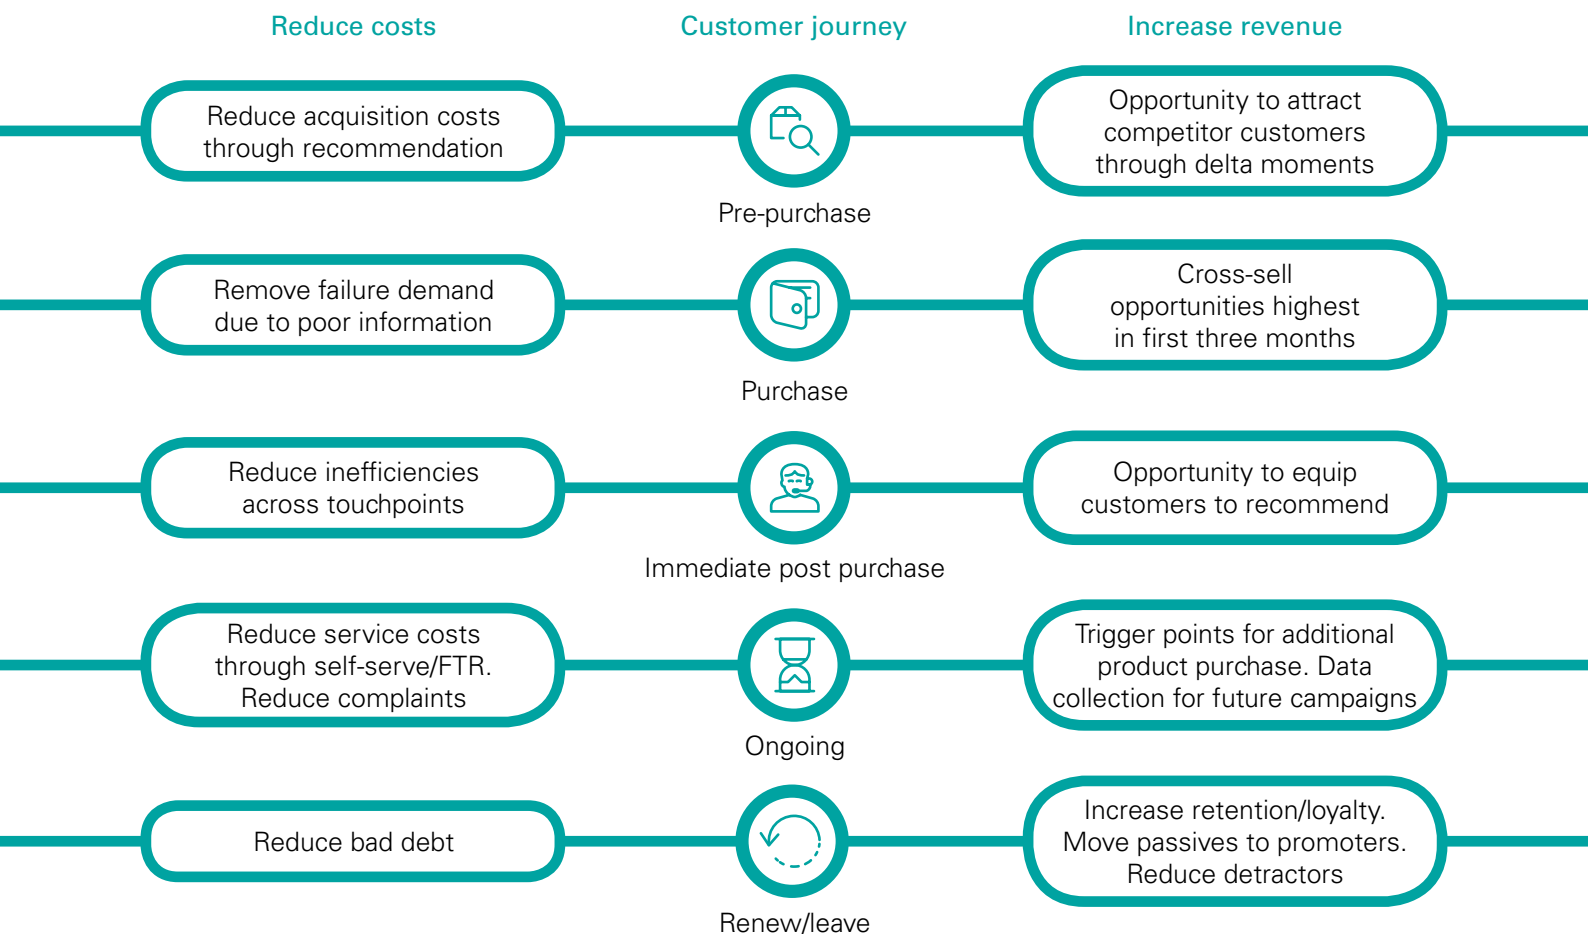 Reduce costs
Customer journey
Increase revenue
Reduce acquisition costs
through recommendation
Pre-purchase
Opportunity to attract
competitor customers
through delta moments
Remove failure demand
due to poor information
Purchase
Cross-sell
opportunities highest
in first three months
Reduce inefficiencies
across touchpoints
Immediate post purchase
Opportunity to equip
customers to recommend
Reduce service costs
through self-serve/FTR.
Reduce complaints
Ongoing
Trigger points for additional
product purchase. Data
collection for future campaigns
Reduce bad debt
Renew/leave
Increase retention/loyalty.
Move passives to promoters.
Reduce detractors